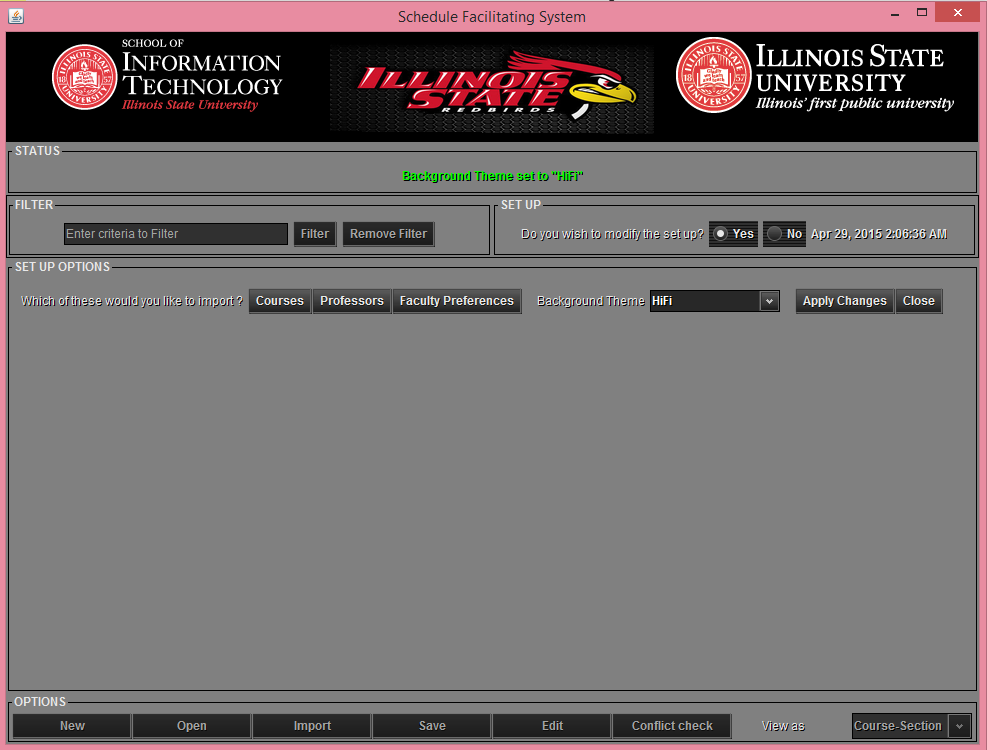 Schedule Facilitating System
SCHOOL OF
INFORMATION
TECHNOLOGY
Illinois State University
ILLINOIS
STATE
REDBIRDS
ILLINOIS STATE
UNIVERSITY
Illinois' first public university
STATUS
Background Theme set to "HiFi"
FILTER
Enter criteria to Filter Filter Remove Filter
SET UP
Do you wish to modify the set up? Yes No Apr 29, 2015 2:06:36 AM
SET UP OPTIONS
Which of these would you like to import ? Courses Professors Faculty Preferences Background Theme HiFi Apply Changes Close
OPTIONS
New Open Import Save Edit Conflict check View as Course-Section